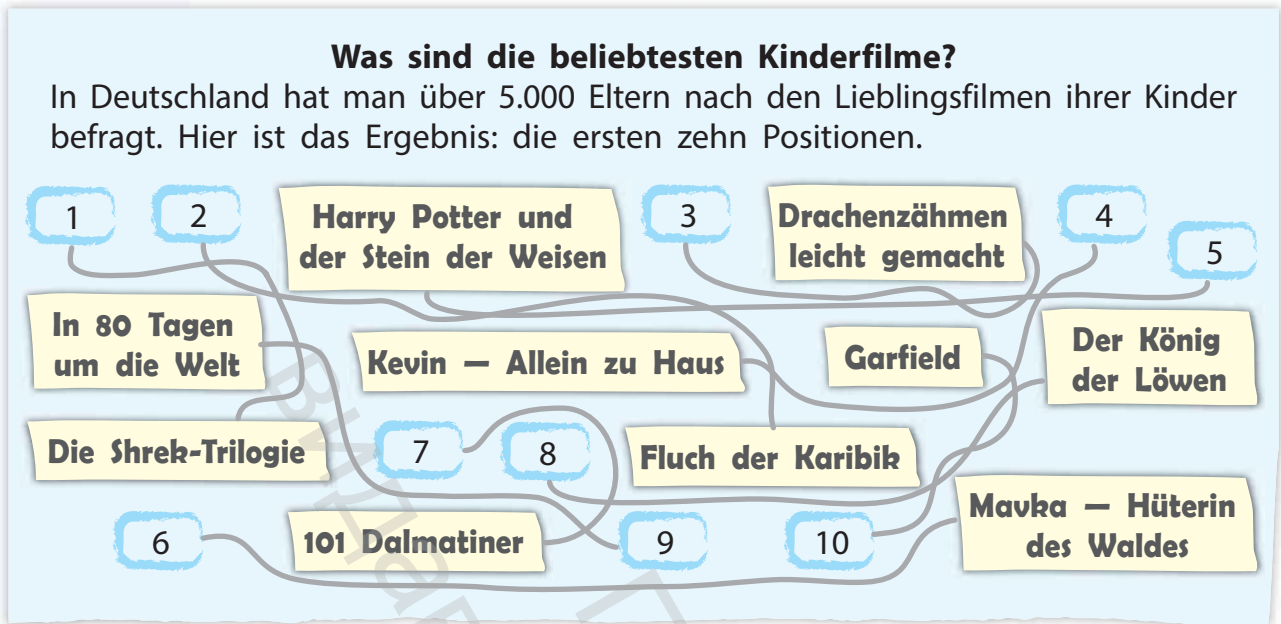 Was sind die beliebtesten Kinderfilme?
In Deutschland hat man über 5.000 Eltern nach den Lieblingsfilmen ihrer Kinder
befragt. Hier ist das Ergebnis: die ersten zehn Positionen.
1
2
Harry Potter und
der Stein der Weisen
3
Drachenzähmen
leicht gemacht
4
5
In 80 Tagen
um die Welt
Kevin — Allein zu Haus
Garfield
Der König
der Löwen
Die Shrek-Trilogie
7
8
Fluch der Karibik
6
101 Dalmatiner
9
10
Mavka — Hüterin
des Waldes